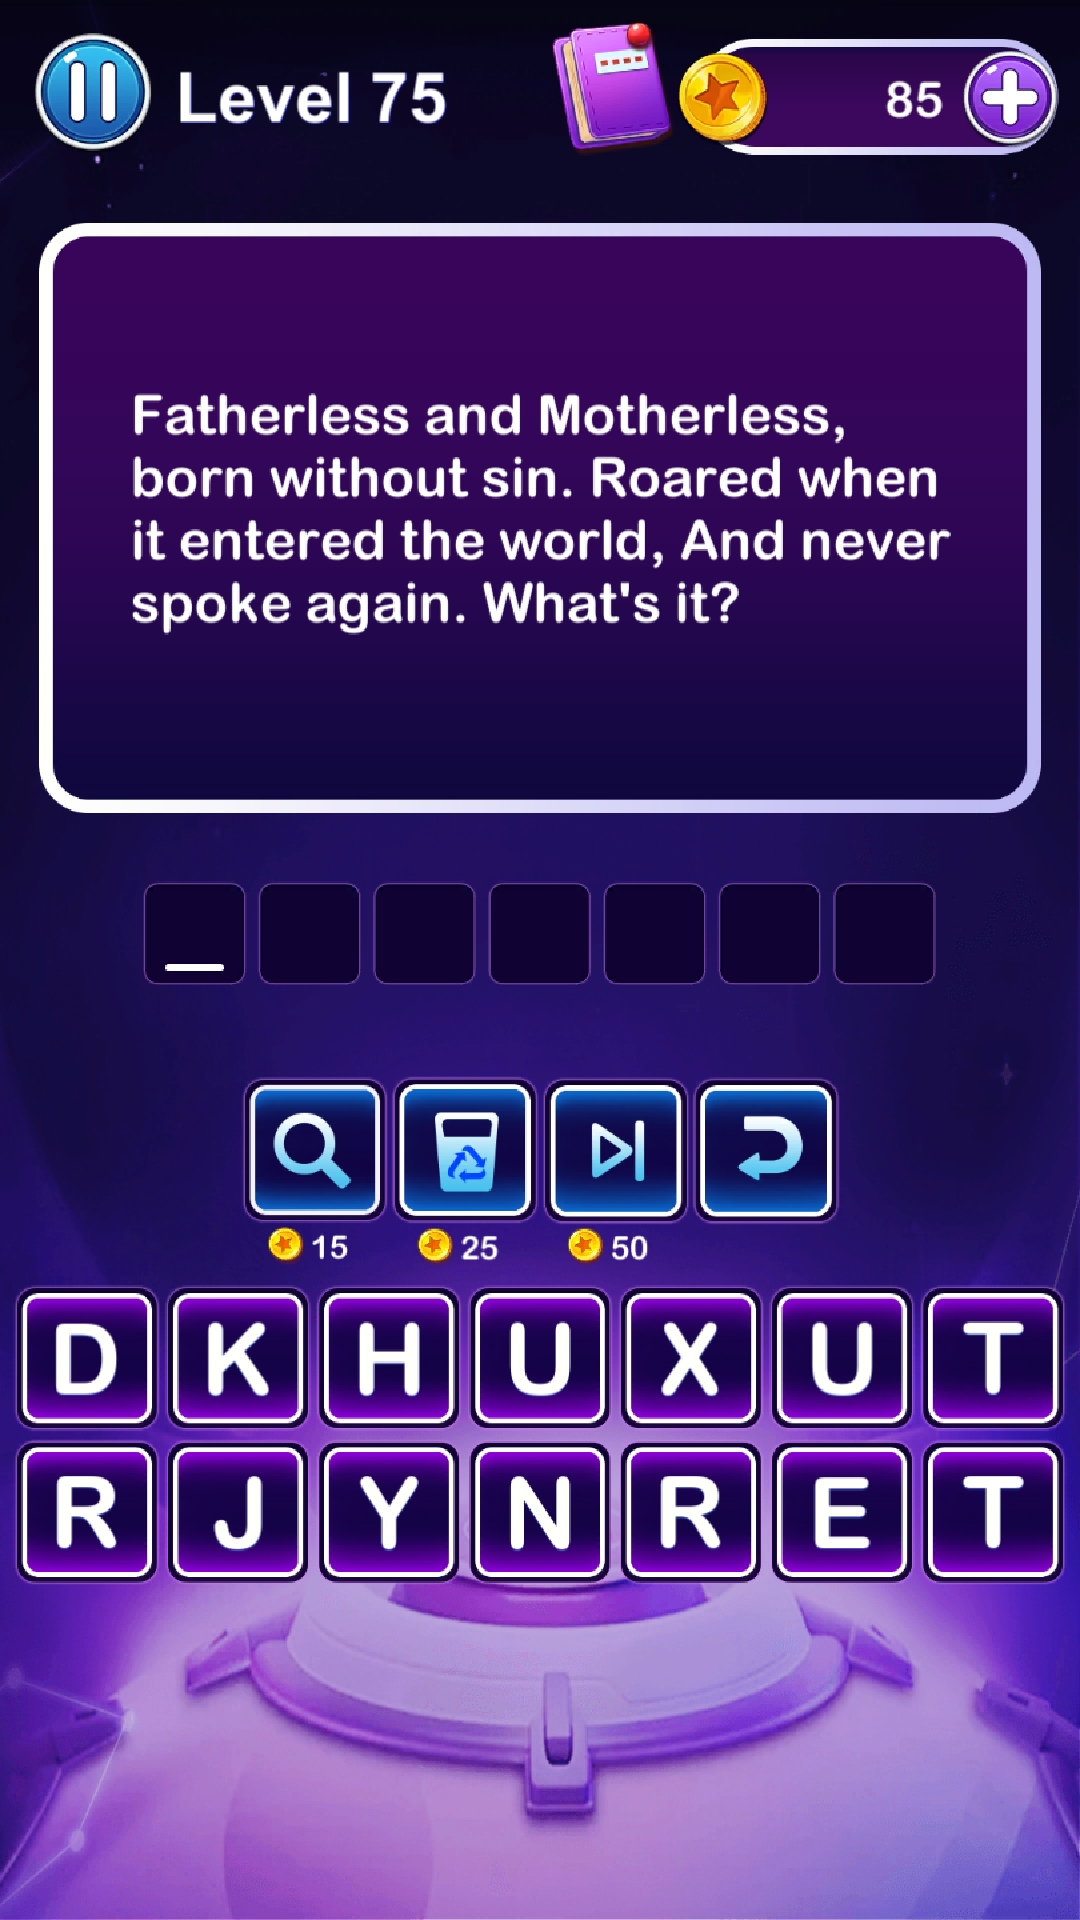 Level 75
85
Fatherless and Motherless,
born without sin. Roared when
it entered the world, And never
spoke again. What's it?
15 25 50
D K H U X U T
R J Y N R E T